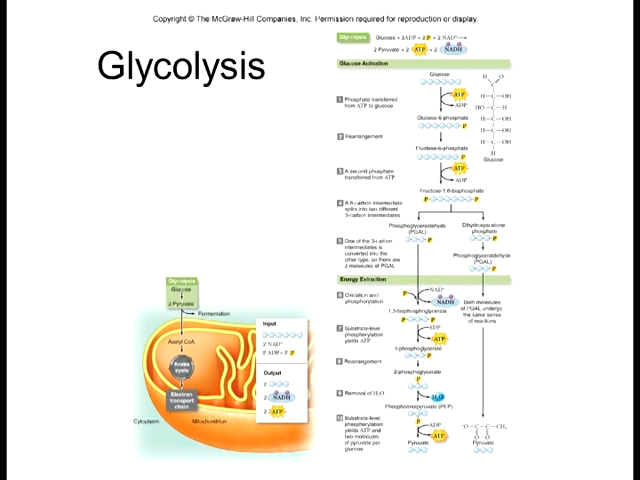 Copyright © The McGraw-Hill Companies, Inc. Permission required for reproduction or display.
Glycolysis
Glycolysis
Glucose + 2ADP + 2 P + 2 NAD+
2 Pyruvate + 2 ATP + 2 NADH
Glucose Activation
Glucose
1 Phosphate transferred
from ATP to glucose
ATP
ADP
Glucose-6-phosphate
P
2 Rearrangement
Fructose-6-phosphate
P
3 A second phosphate
transferred from ATP
ATP
ADP
Fructose-1,6-bisphosphate
P P
4 A 6-carbon intermediate
splits into two different
3-carbon intermediates
Phosphoglyceraldehyde
(PGAL)
P
Dihydroxyacetone
phosphate
P
5 One of the 3-carbon
intermediates is
converted into the
other type, so there are
2 molecules of PGAL
Phosphoglyceraldehyde
(PGAL)
P
H O
C
H C OH
HO C H
H C OH
H C OH
H C OH
H
Glucose
Energy Extraction
6 Oxidation and
phosphorylation
P
NAD+
NADH
1,3-bisphosphoglycerate
P P
Both molecules
of PGAL undergo
the same series
of reactions
7 Substrate-level
phosphorylation
yields ATP
ADP
ATP
3-phosphoglycerate
P
8 Rearrangement
2-phosphoglycerate
P
9 Removal of H2O
H2O
Phosphoenolpyruvate (PEP)
P
10 Substrate-level
phosphorylation
yields ATP and
two molecules
of pyruvate per
glucose
ADP
ATP
Pyruvate
-O C C CH3
O O
Pyruvate
Glycolysis
Glucose
2 Pyruvate
Fermentation
Acetyl CoA
Krebs
cycle
Electron
transport
chain
Cytoplasm
Mitochondrion
Input
2 NAD+
2 ADP + 2 P
Output
2
2 NADH
2 ATP